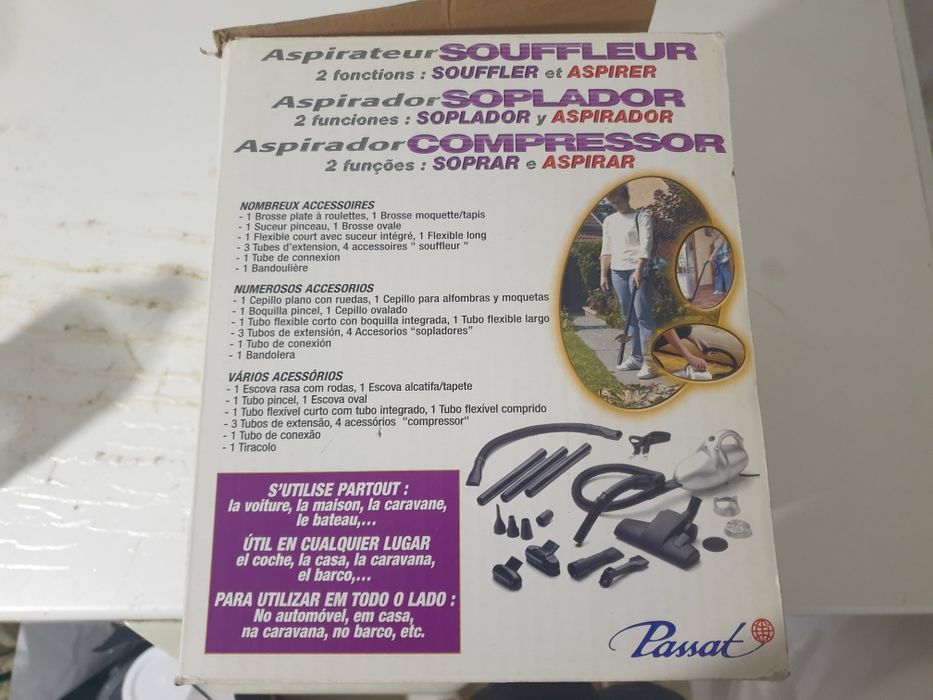 Aspirateur SOUFFLEUR
2 fonctions : SOUFFLER et ASPIRER
Aspirador SOPLADOR
2 funciones : SOPLADOR y ASPIRADOR
Aspirador COMPRESSOR
2 funções : SOPRAR e ASPIRAR
NOMBREUX ACCESSOIRES
- 1 Brosse plate à roulettes, 1 Brosse moquette/tapis
- 1 Suceur pinceau, 1 Brosse ovale
- 1 Flexible court avec suceur intégré, 1 Flexible long
- 3 Tubes d'extension, 4 accessoires " souffleur "
- 1 Tube de connexion
- 1 Bandoulière
NUMEROSOS ACCESORIOS
- 1 Cepillo plano con ruedas, 1 Cepillo para alfombras y moquetas
- 1 Boquilla pincel, 1 Cepillo ovalado
- 1 Tubo flexible corto con boquilla integrada, 1 Tubo flexible largo
- 3 Tubos de extensión, 4 Accesorios "sopladores"
- 1 Tubo de conexión
- 1 Bandolera
VÁRIOS ACESSÓRIOS
- 1 Escova rasa com rodas, 1 Escova alcatifa/tapete
- 1 Tubo pincel, 1 Escova oval
- 1 Tubo flexível curto com tubo integrado, 1 Tubo flexível comprido
- 3 Tubos de extensão, 4 acessórios "compressor"
- 1 Tubo de conexão
- 1 Tiracolo
S'UTILISE PARTOUT :
la voiture, la maison, la caravane,
le bateau,...
ÚTIL EN CUALQUIER LUGAR
el coche, la casa, la caravana,
el barco,...
PARA UTILIZAR EM TODO O LADO :
No automóvel, em casa,
na caravana, no barco, etc.
Passat